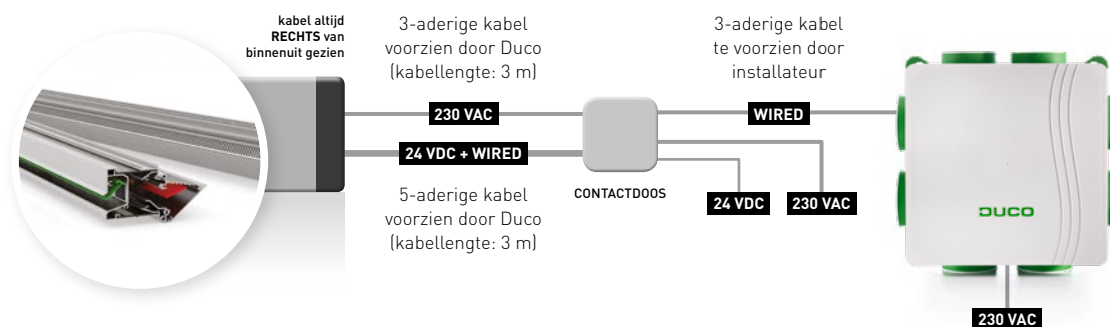 kabel altijd
RECHTS van
binnenuit gezien
3-aderige kabel
voorzien door Duco
(kabellengte: 3 m)
3-aderige kabel
te voorzien door
installateur
230 VAC
WIRED
24 VDC + WIRED
CONTACTDOOS
5-aderige kabel
voorzien door Duco
(kabellengte: 3 m)
24 VDC
230 VAC
DUCO
230 VAC